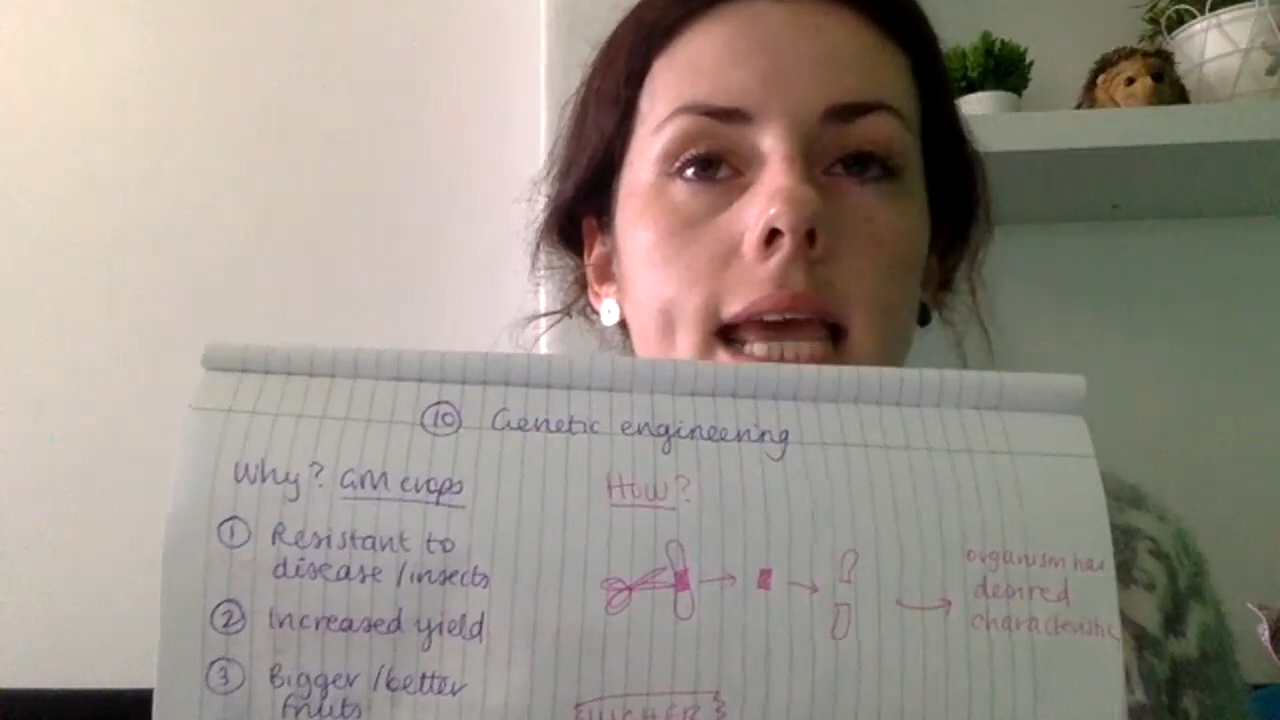 ⑩ Genetic engineering
Why? GM crops
① Resistant to
disease/insects
② Increased yield
③ Bigger/better
fruits
How?
organism has
desired
characteristic
HIGHER